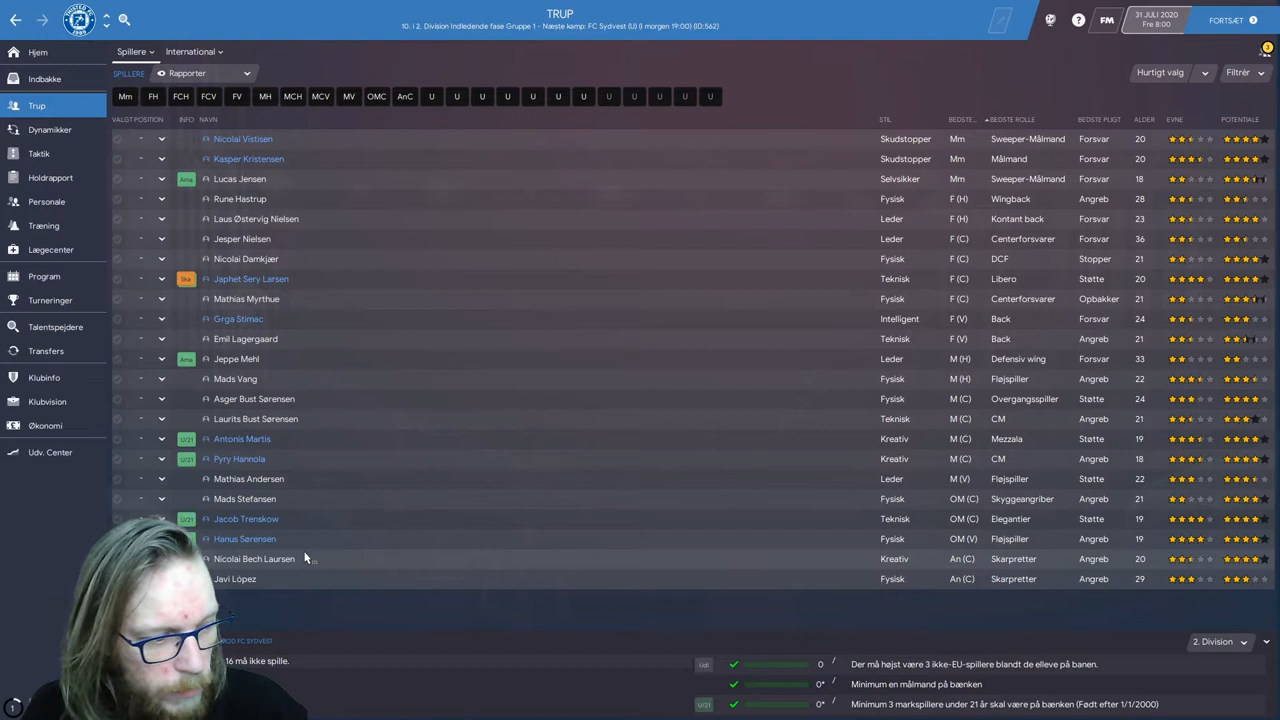 TRUP
10. i 2. Division Indledende fase Gruppe 1 - Næste kamp: FC Sydvest (U) (I morgen 19:00) (ID:562)
FM
31 JULI 2020
Fre 8:00
FORTSÆT
Hjem
Indbakke
Trup
Dynamikker
Taktik
Holdrapport
Personale
Træning
Lægecenter
Program
Turneringer
Talentspejdere
Transfers
Klubinfo
Klubvision
Økonomi
Udv. Center
Spillere International
SPILLERE Rapporter Hurtigt valg Filtrér
Mm FH FCH FCV FV MH MCH MCV MV OMC AnC U U U U U U U U U U U U
VALGT POSITION INFO NAVN STIL BEDSTE... BEDSTE ROLLE BEDSTE PLIGT ALDER EVNE POTENTIALE
- Nicolai Vistisen Skudstopper Mm Sweeper-Målmand Forsvar 20
- Kasper Kristensen Skudstopper Mm Målmand Forsvar 20
- Ama Lucas Jensen Selvsikker Mm Sweeper-Målmand Forsvar 18
- Rune Hastrup Fysisk F (H) Wingback Angreb 28
- Laus Østervig Nielsen Leder F (H) Kontant back Forsvar 23
- Jesper Nielsen Leder F (C) Centerforsvarer Forsvar 36
- Nicolai Damkjær Fysisk F (C) DCF Stopper 21
- Ska Japhet Sery Larsen Teknisk F (C) Libero Støtte 20
- Mathias Myrthue Fysisk F (C) Centerforsvarer Opbakker 21
- Grga Stimac Intelligent F (V) Back Forsvar 24
- Emil Lagergaard Teknisk F (V) Back Angreb 21
- Ama Jeppe Mehl Leder M (H) Defensiv wing Forsvar 33
- Mads Vang Fysisk M (H) Fløjspiller Angreb 22
- Asger Bust Sørensen Fysisk M (C) Overgangsspiller Støtte 24
- Laurits Bust Sørensen Teknisk M (C) CM Angreb 21
- U/21 Antonis Martis Kreativ M (C) Mezzala Støtte 19
- U/21 Pyry Hannola Kreativ M (C) CM Angreb 18
- Mathias Andersen Leder M (V) Fløjspiller Støtte 22
- Mads Stefansen Fysisk OM (C) Skyggeangriber Angreb 21
U/21 Jacob Trenskow Teknisk OM (C) Elegantier Støtte 19
Hanus Sørensen Fysisk OM (V) Fløjspiller Angreb 19
Nicolai Bech Laursen Kreativ An (C) Skarpretter Angreb 20
Javi López Fysisk An (C) Skarpretter Angreb 29
OD FC SYDVEST 2. Division
16 må ikke spille.
Udl 0 / Der må højst være 3 ikke-EU-spillere blandt de elleve på banen.
0* / Minimum en målmand på bænken
U/21 0* / Minimum 3 markspillere under 21 år skal være på bænken (Født efter 1/1/2000)